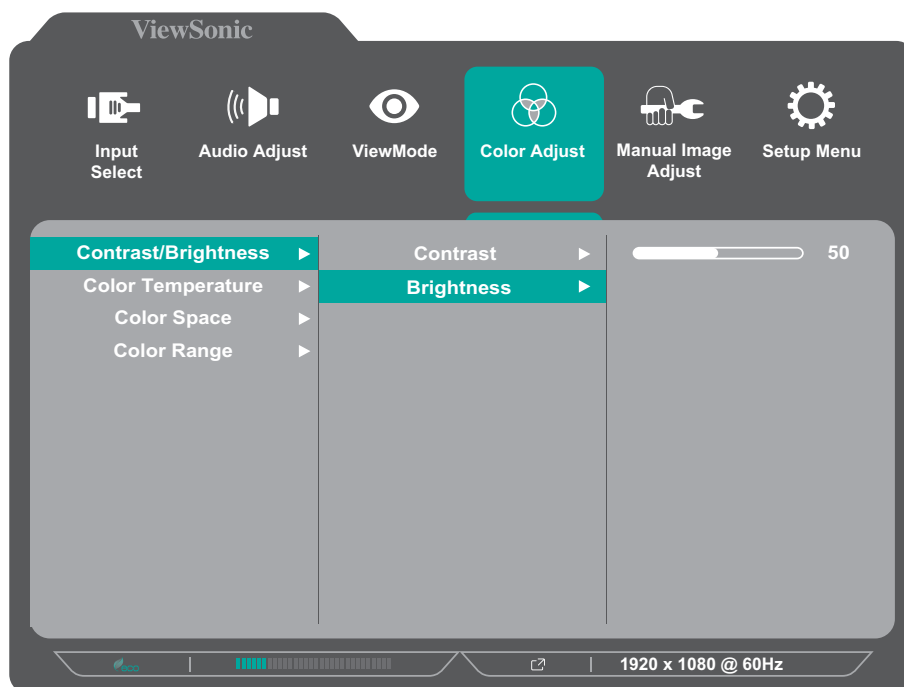 ViewSonic
Input Select
Audio Adjust
ViewMode
Color Adjust
Manual Image Adjust
Setup Menu
Contrast/Brightness
Contrast
50
Color Temperature
Brightness
Color Space
Color Range
eco
1920 x 1080 @ 60Hz